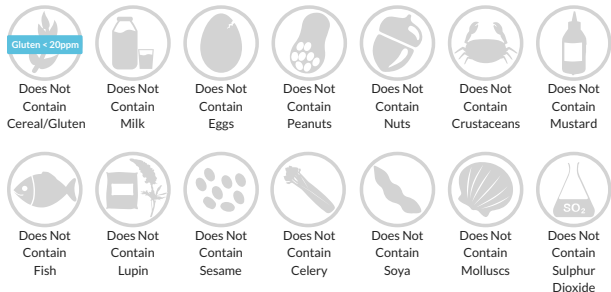 Gluten < 20ppm
Does Not
Contain
Cereal/Gluten
Does Not
Contain
Milk
Does Not
Contain
Eggs
Does Not
Contain
Peanuts
Does Not
Contain
Nuts
Does Not
Contain
Crustaceans
Does Not
Contain
Mustard
Does Not
Contain
Fish
Does Not
Contain
Lupin
Does Not
Contain
Sesame
Does Not
Contain
Celery
Does Not
Contain
Soya
Does Not
Contain
Molluscs
SO₂
Does Not
Contain
Sulphur
Dioxide